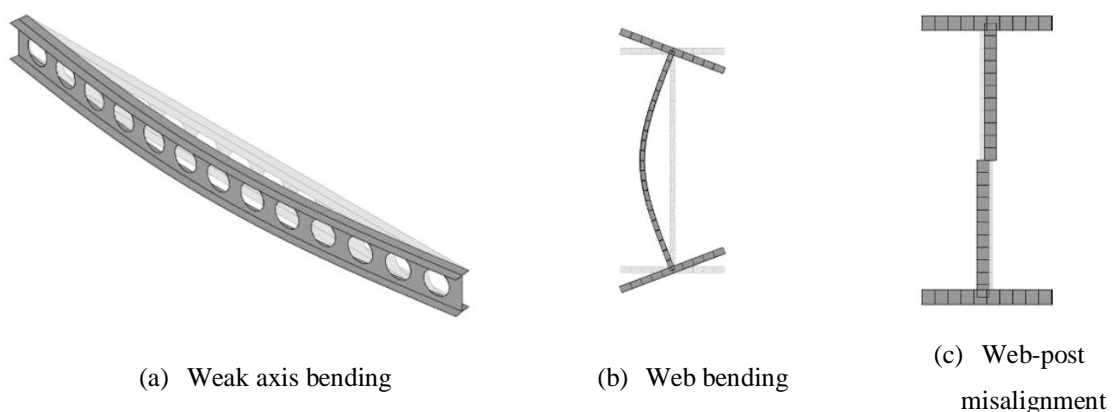 (a) Weak axis bending
(b) Web bending
(c) Web-post
misalignment